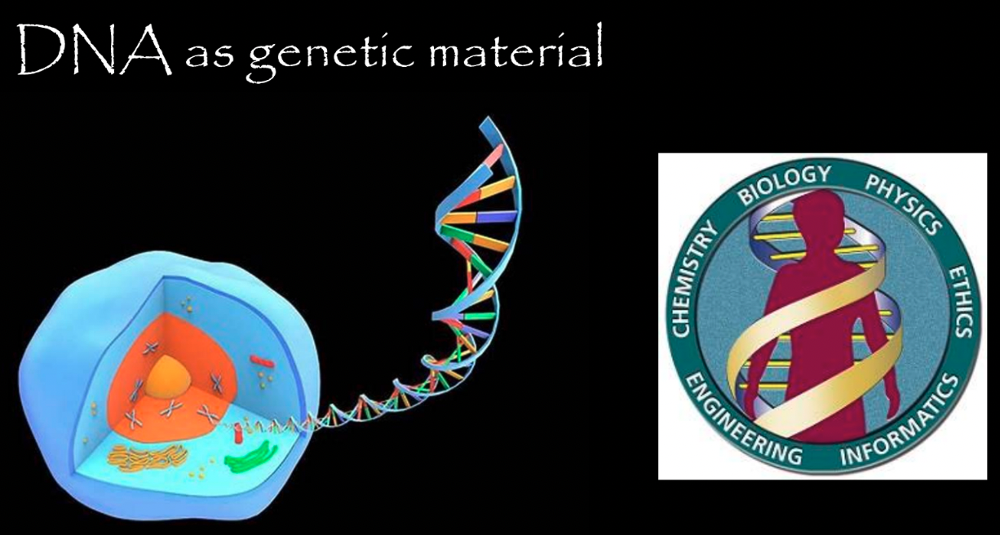 DNA as genetic material
CHEMISTRY BIOLOGY PHYSICS ETHICS
ENGINEERING INFORMATICS